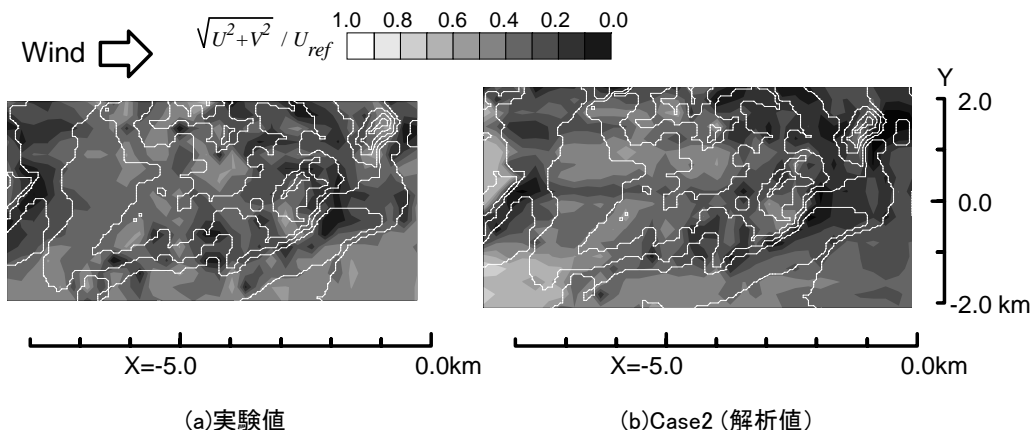 1.0 0.8 0.6 0.4 0.2 0.0
Wind √U²+V² / U_ref
Y
2.0
0.0
-2.0 km
X=-5.0 0.0km X=-5.0 0.0km
(a)実験値 (b)Case2 (解析値)